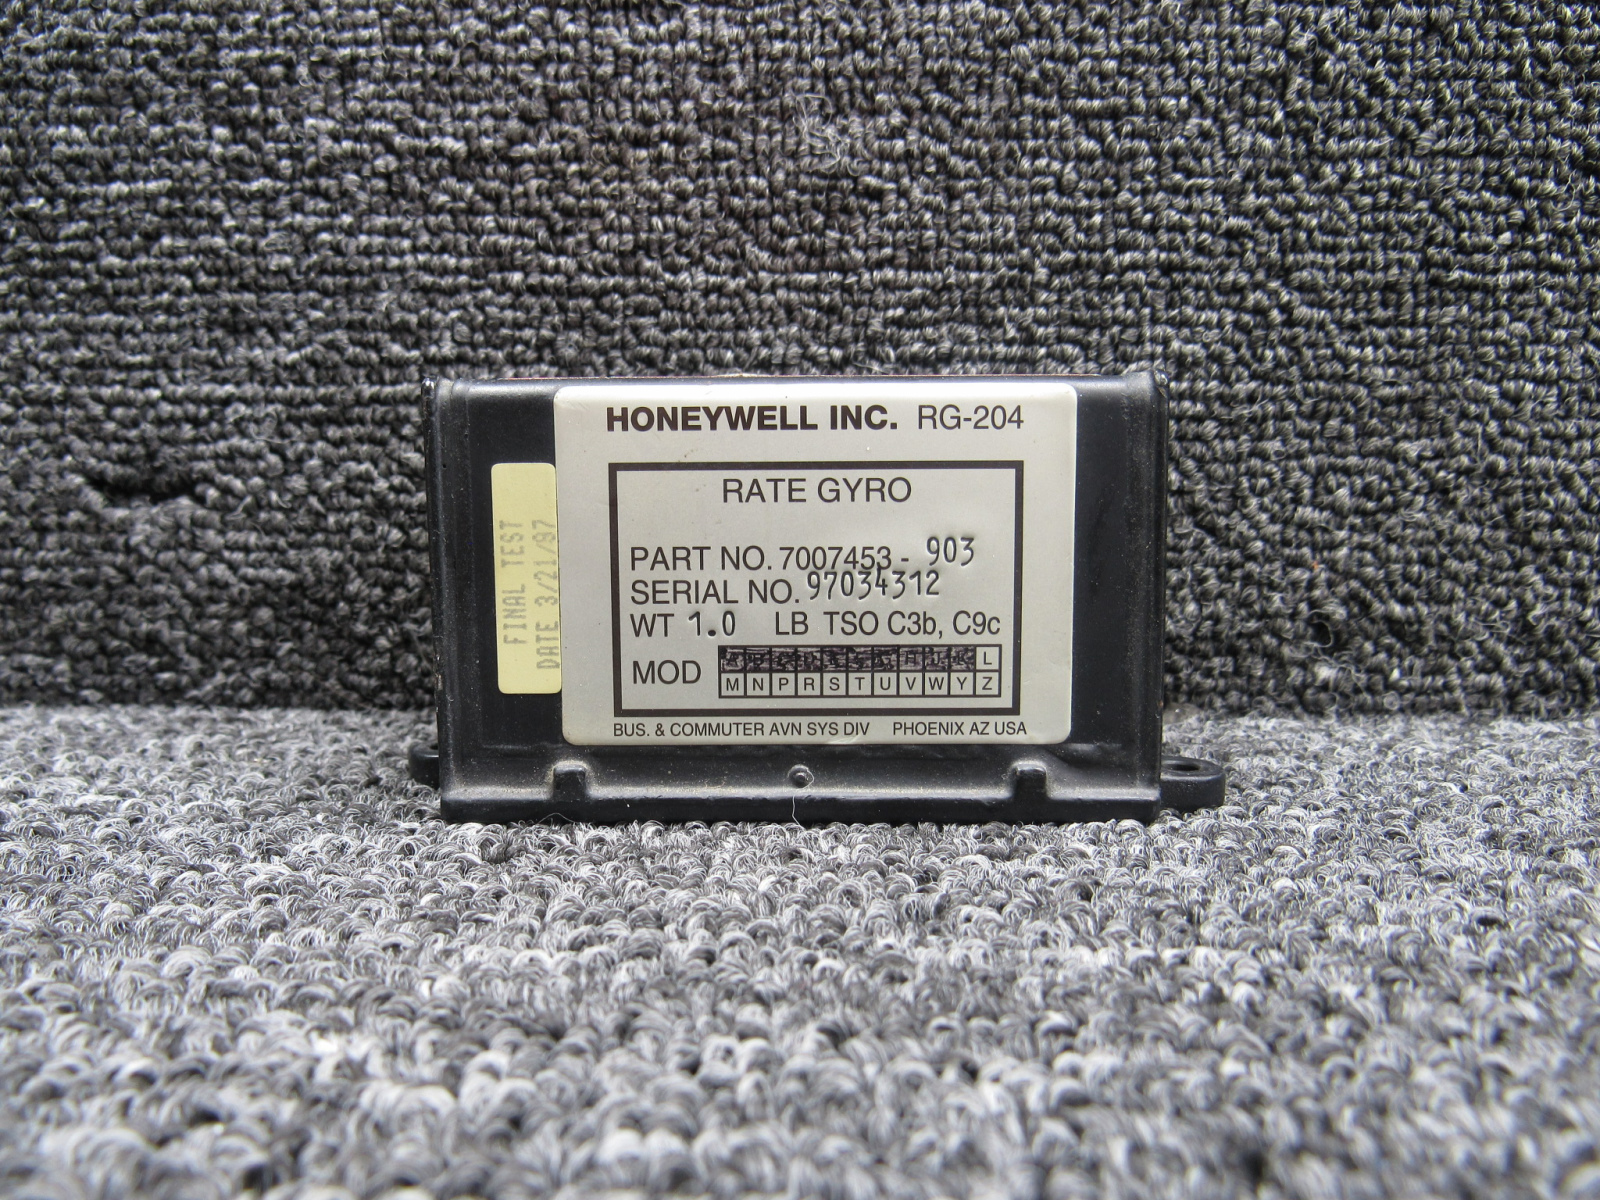 HONEYWELL INC. RG-204
RATE GYRO
PART NO. 7007453- 903
SERIAL NO. 97034312
WT 1.0 LB TSO C3b, C9c
MOD
L
M N P R S T U V W Y Z
BUS. & COMMUTER AVN SYS DIV PHOENIX AZ USA
FINAL TEST
DATE 3/21/97